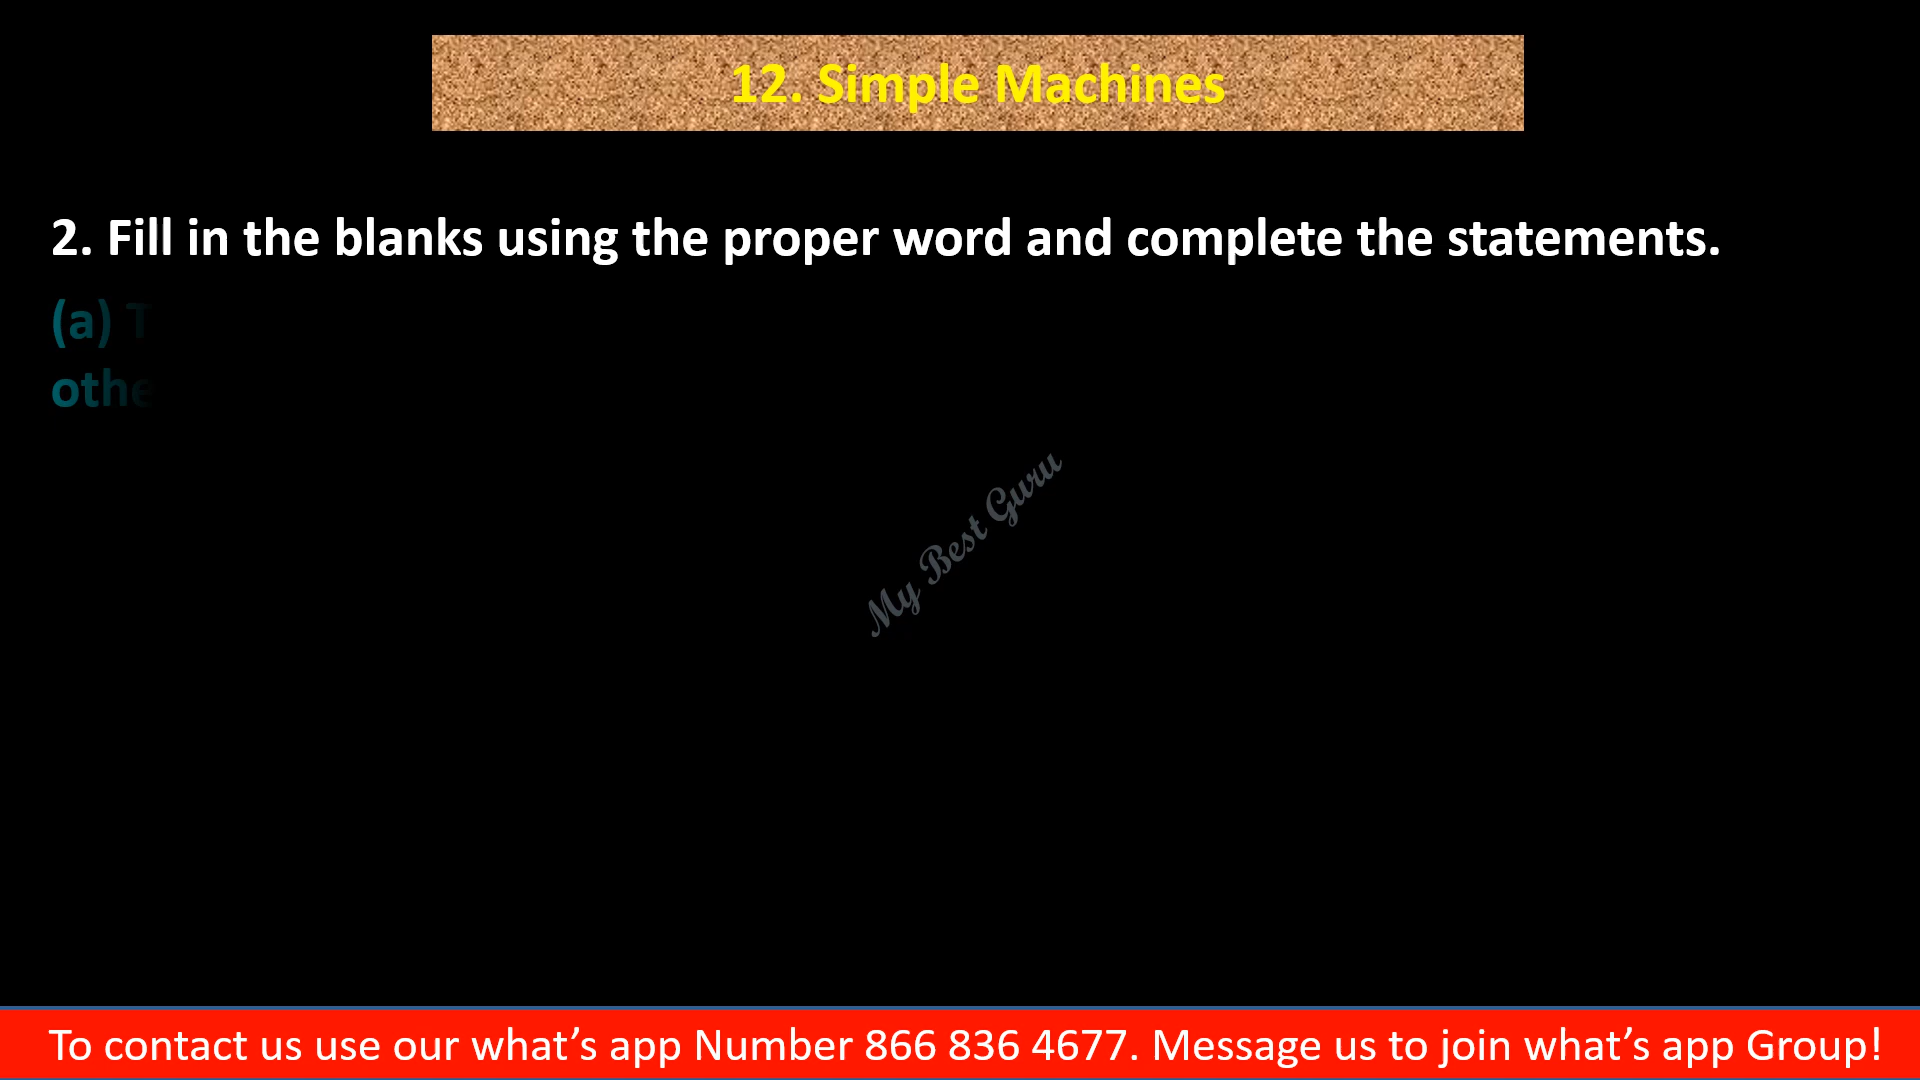 12. Simple Machines
2. Fill in the blanks using the proper word and complete the statements.
(a) T
othe
My Best Guru
To contact us use our what’s app Number 866 836 4677. Message us to join what’s app Group!